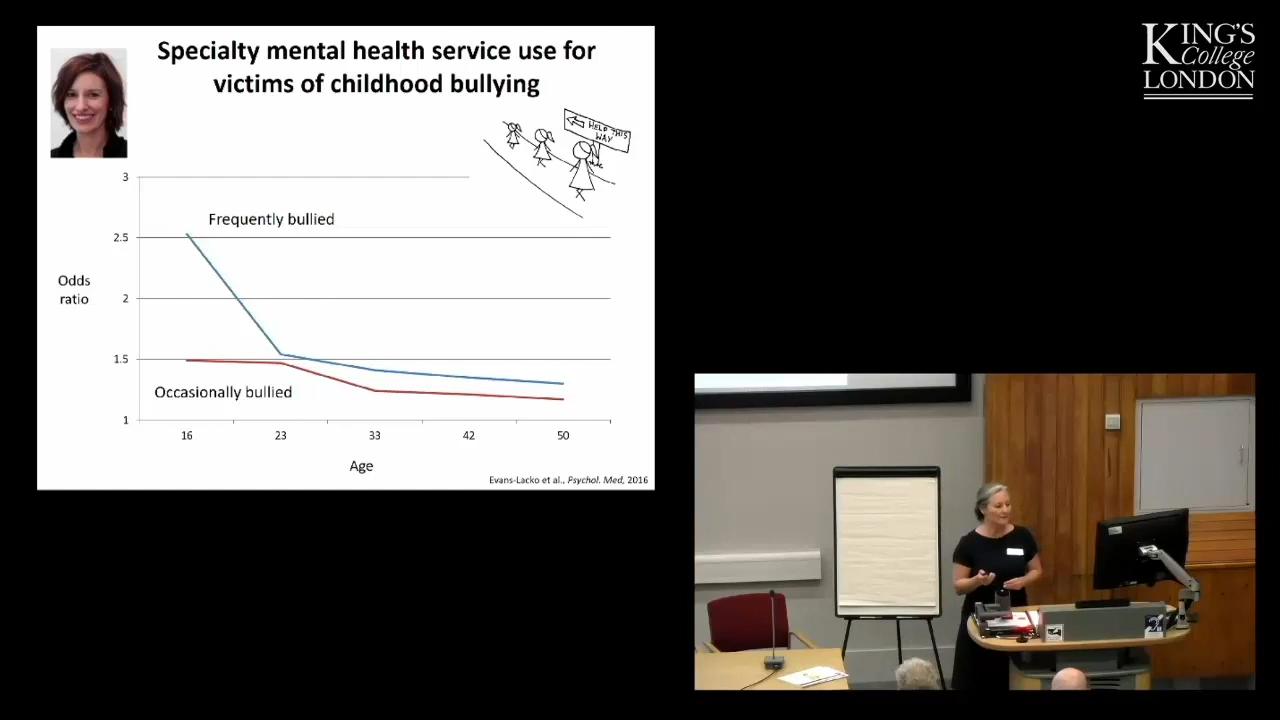 Specialty mental health service use for
victims of childhood bullying
HELP THIS
WAY
3
Frequently bullied
2.5
Odds
ratio
2
1.5
Occasionally bullied
1
16 23 33 42 50
Age
Evans-Lacko et al., Psychol. Med, 2016
KING'S
College
LONDON